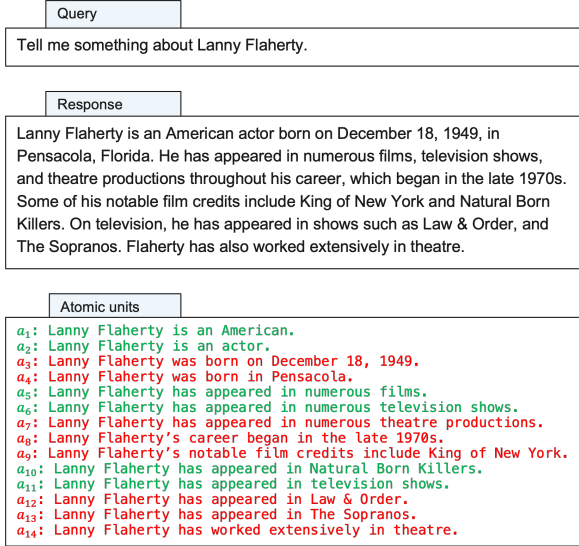 Query
Tell me something about Lanny Flaherty.
Response
Lanny Flaherty is an American actor born on December 18, 1949, in
Pensacola, Florida. He has appeared in numerous films, television shows,
and theatre productions throughout his career, which began in the late 1970s.
Some of his notable film credits include King of New York and Natural Born
Killers. On television, he has appeared in shows such as Law & Order, and
The Sopranos. Flaherty has also worked extensively in theatre.
Atomic units
a₁: Lanny Flaherty is an American.
a₂: Lanny Flaherty is an actor.
a₃: Lanny Flaherty was born on December 18, 1949.
a₄: Lanny Flaherty was born in Pensacola.
a₅: Lanny Flaherty has appeared in numerous films.
a₆: Lanny Flaherty has appeared in numerous television shows.
a₇: Lanny Flaherty has appeared in numerous theatre productions.
a₈: Lanny Flaherty’s career began in the late 1970s.
a₉: Lanny Flaherty’s notable film credits include King of New York.
a₁₀: Lanny Flaherty has appeared in Natural Born Killers.
a₁₁: Lanny Flaherty has appeared in television shows.
a₁₂: Lanny Flaherty has appeared in Law & Order.
a₁₃: Lanny Flaherty has appeared in The Sopranos.
a₁₄: Lanny Flaherty has worked extensively in theatre.